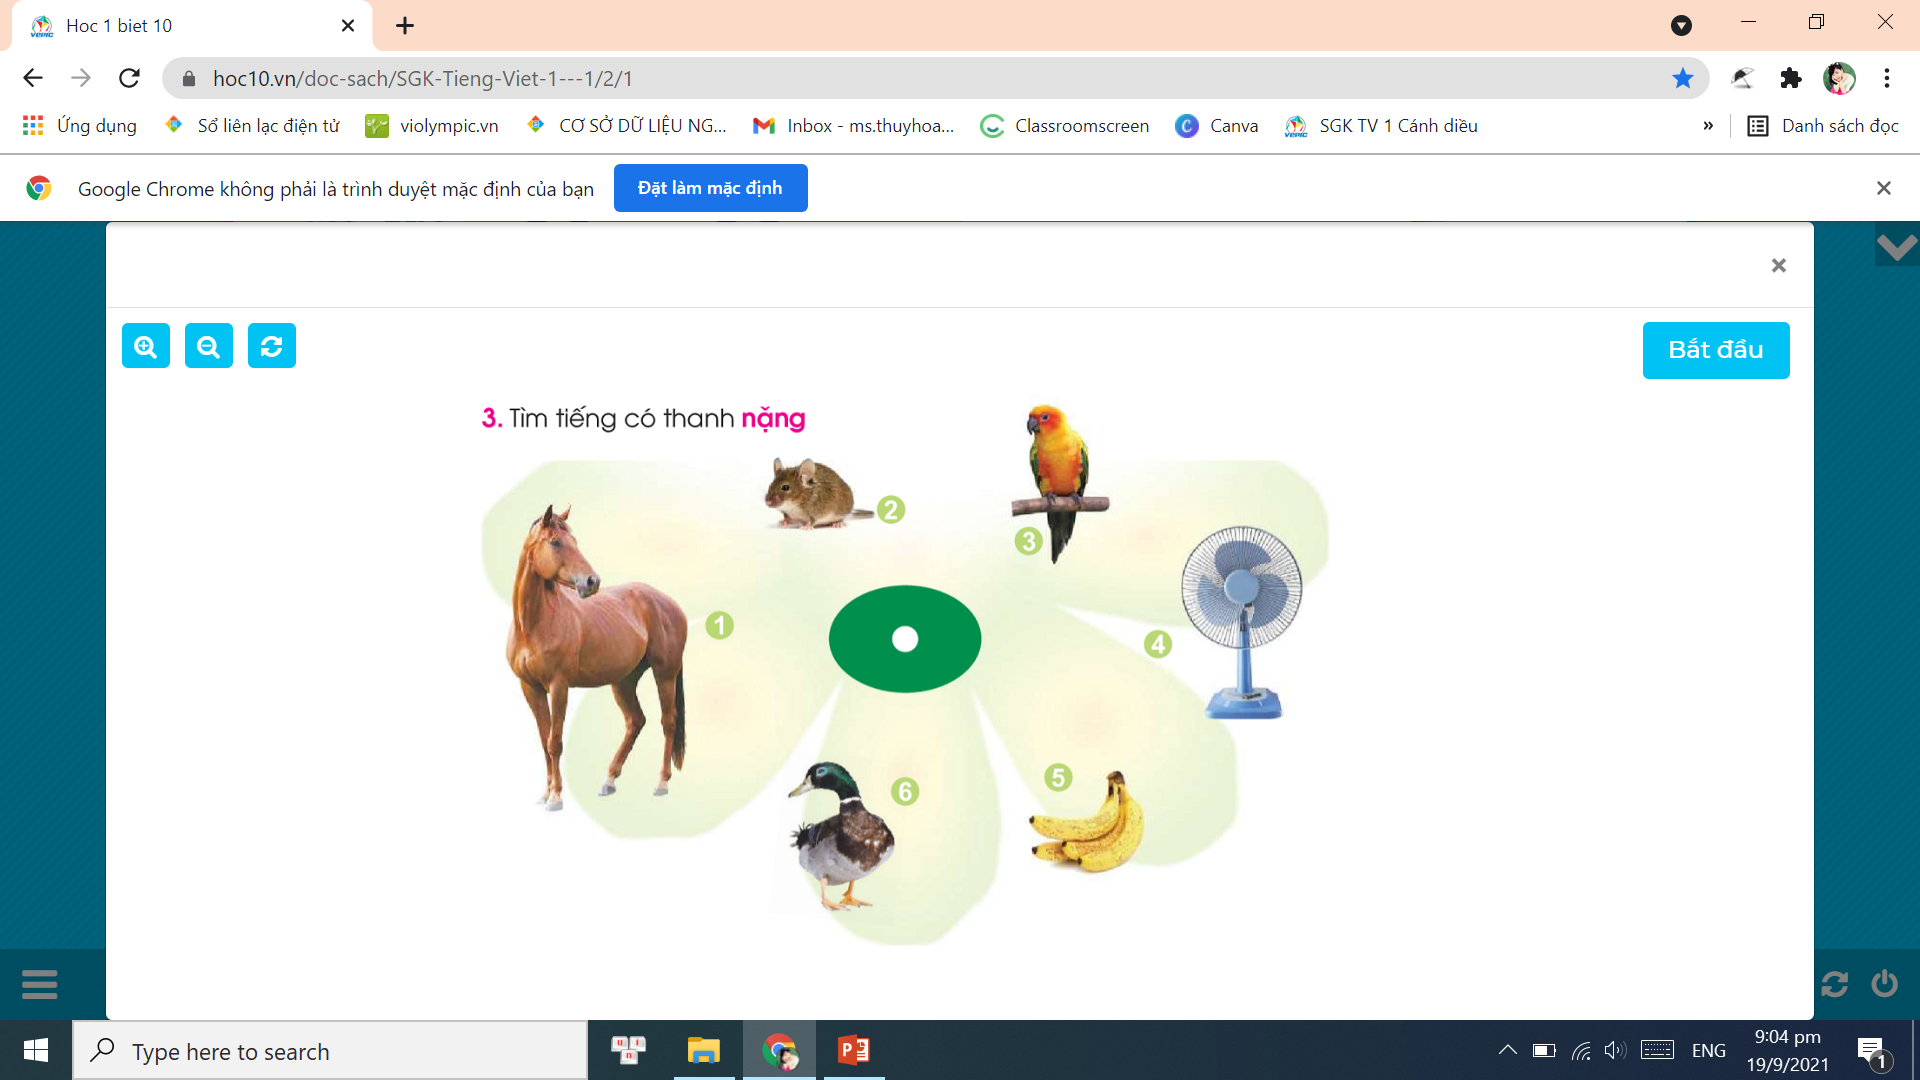 Hoc 1 biet 10
hoc10.vn/doc-sach/SGK-Tieng-Viet-1---1/2/1
Ứng dụng
Sổ liên lạc điện tử
violympic.vn
CƠ SỞ DỮ LIỆU NG...
Inbox - ms.thuyhoa...
Classroomscreen
Canva
SGK TV 1 Cánh diều
»
Danh sách đọc
Google Chrome không phải là trình duyệt mặc định của bạn
Đặt làm mặc định
Bắt đầu
3. Tìm tiếng có thanh nặng
2
3
1
4
5
6
Type here to search
ENG
9:04 pm
19/9/2021
1